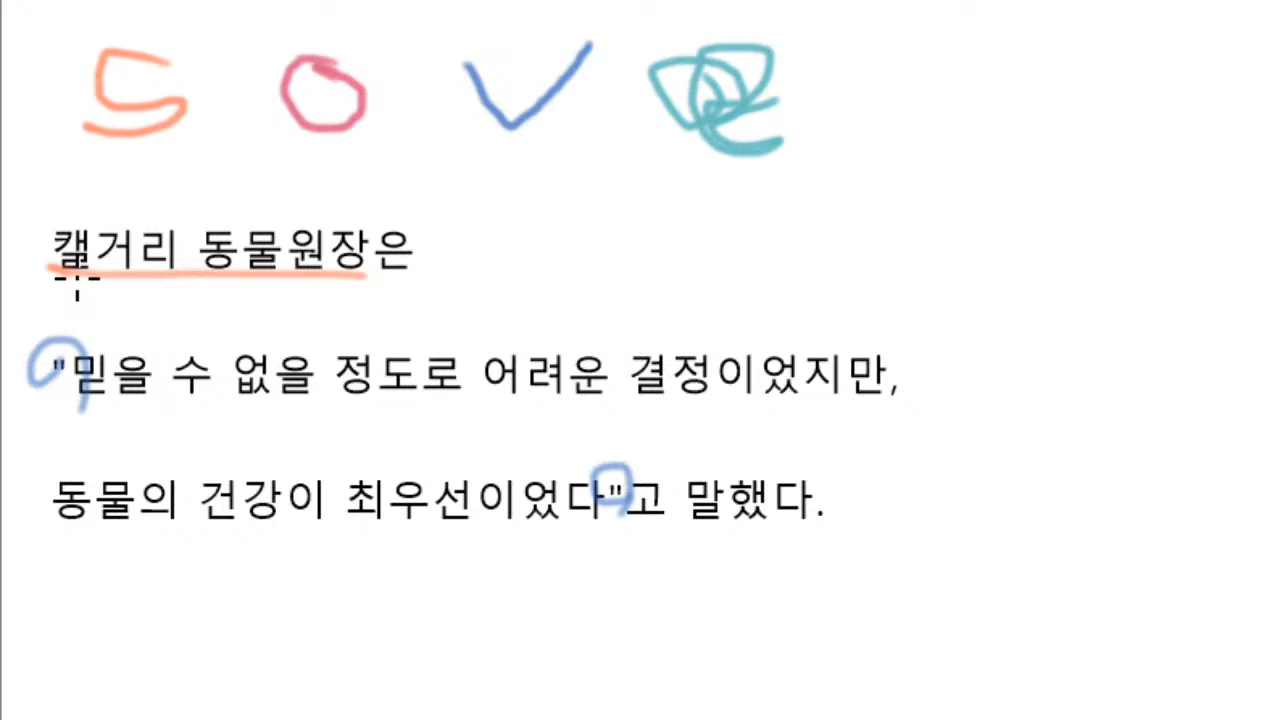 S O V
캘거리 동물원장은
"믿을 수 없을 정도로 어려운 결정이었지만,
동물의 건강이 최우선이었다"고 말했다.